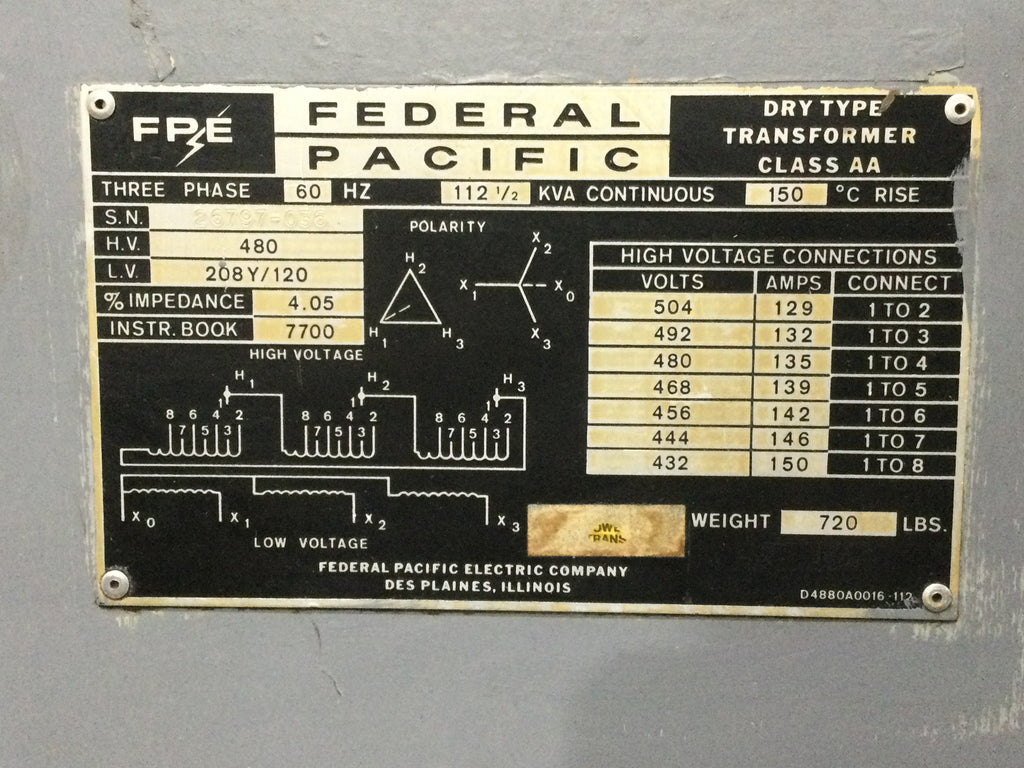 FPÉ
FEDERAL
PACIFIC
DRY TYPE
TRANSFORMER
CLASS AA
THREE PHASE 60 HZ 112 1/2 KVA CONTINUOUS 150 °C RISE
S.N.
H.V. 480
L.V. 208Y/120
% IMPEDANCE 4.05
INSTR. BOOK 7700
POLARITY
H2
H1 H3
X2
X1 X0
X3
HIGH VOLTAGE CONNECTIONS
VOLTS AMPS CONNECT
504 129 1 TO 2
492 132 1 TO 3
480 135 1 TO 4
468 139 1 TO 5
456 142 1 TO 6
444 146 1 TO 7
432 150 1 TO 8
HIGH VOLTAGE
H1 H2 H3
1 1 1
8 6 4 2 8 6 4 2 8 6 4 2
7 5 3 7 5 3 7 5 3
X0 X1 X2 X3
LOW VOLTAGE
WEIGHT 720 LBS.
FEDERAL PACIFIC ELECTRIC COMPANY
DES PLAINES, ILLINOIS
D4880A0016-112